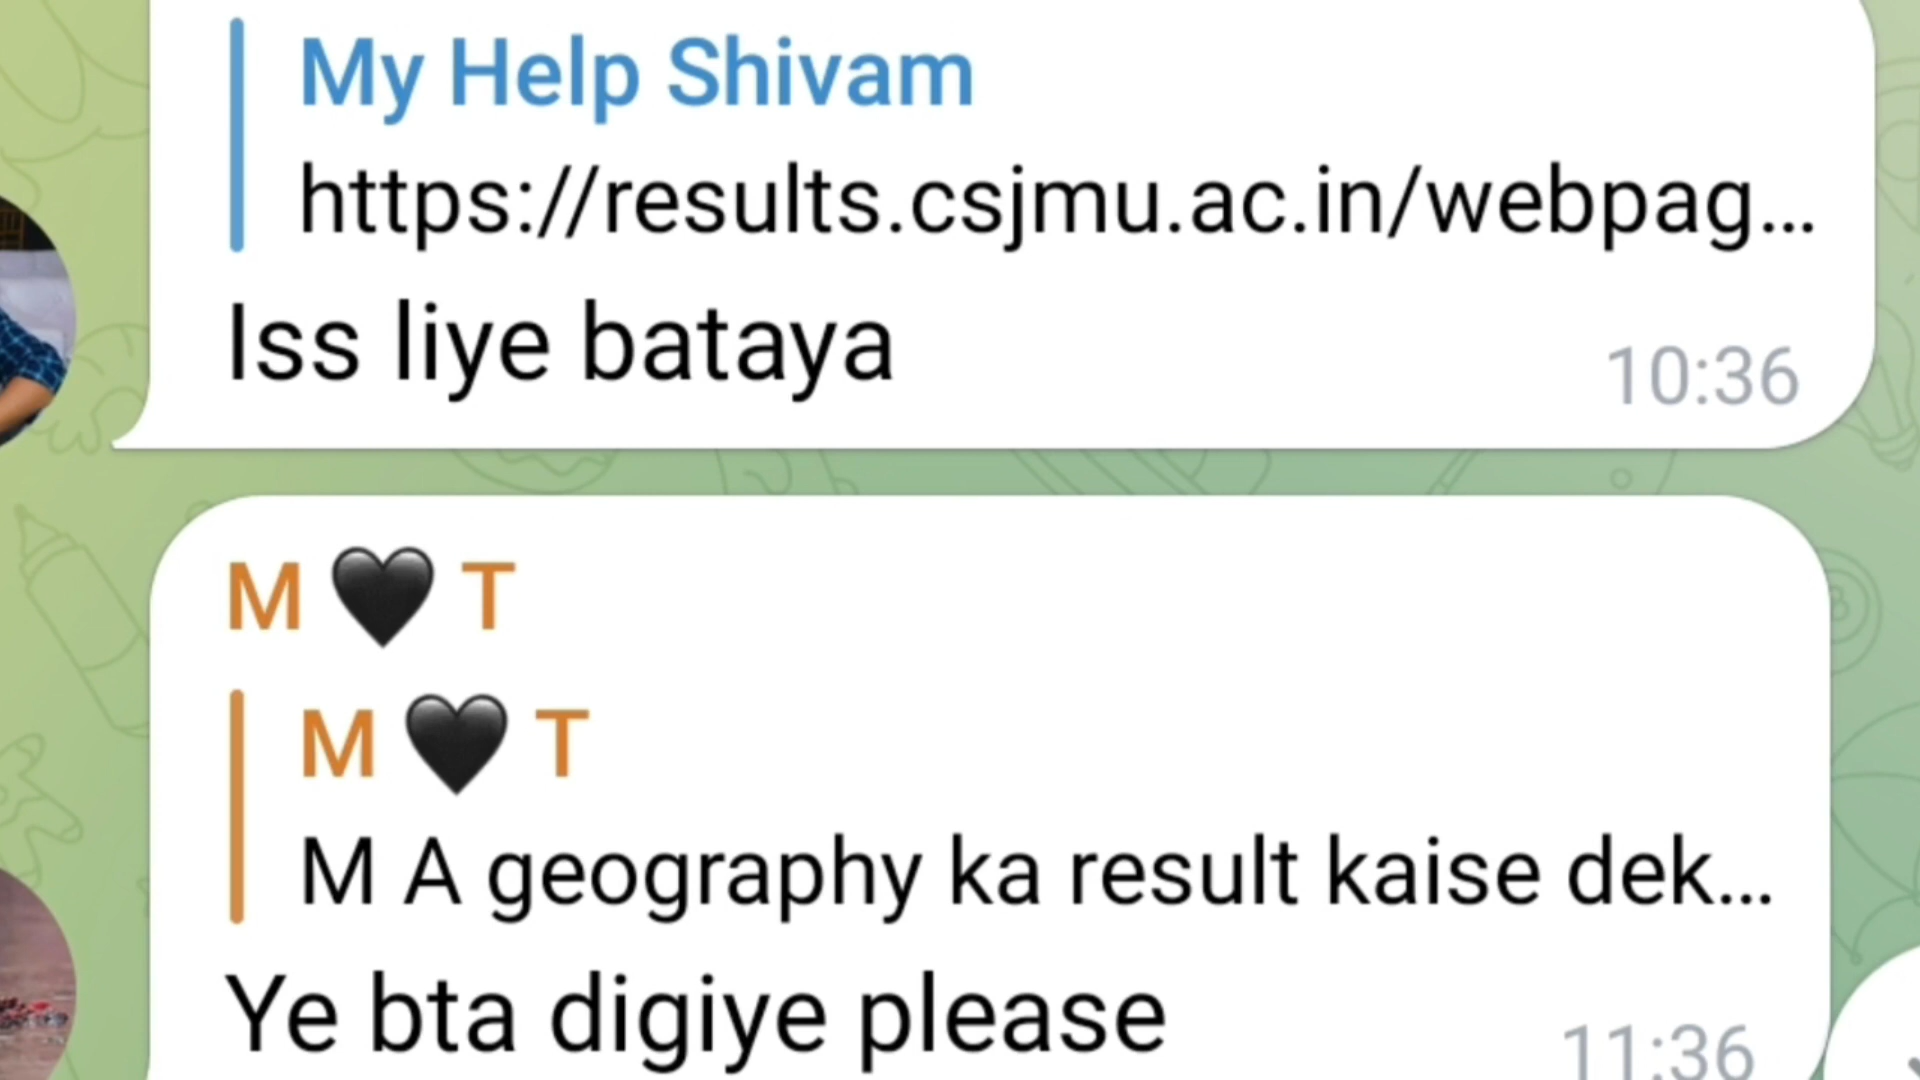 My Help Shivam
https://results.csjmu.ac.in/webpag...
Iss liye bataya
10:36
M 🖤 T
M 🖤 T
M A geography ka result kaise dek...
Ye bta digiye please
11:36